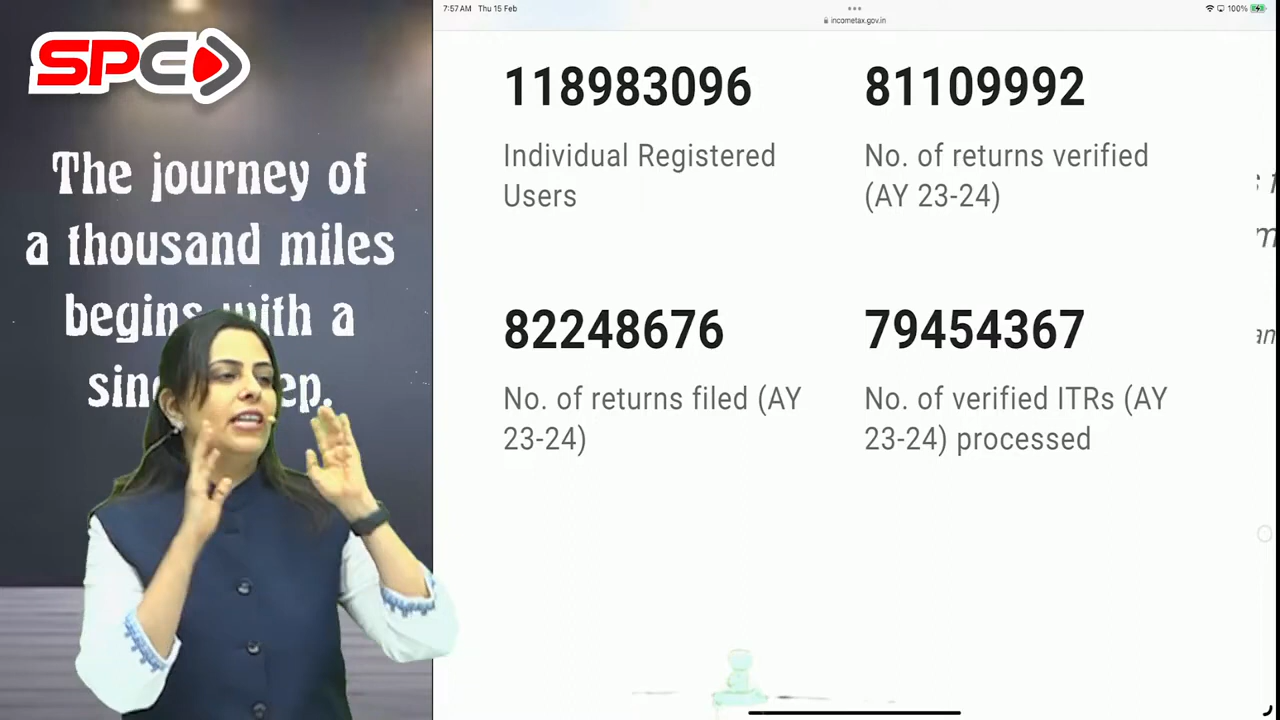 SPED
The journey of
a thousand miles
begins with a
7:57 AM Thu 15 Feb
incometax.gov.in
100%
118983096
Individual Registered
Users
81109992
No. of returns verified
(AY 23-24)
82248676
No. of returns filed (AY
23-24)
79454367
No. of verified ITRs (AY
23-24) processed